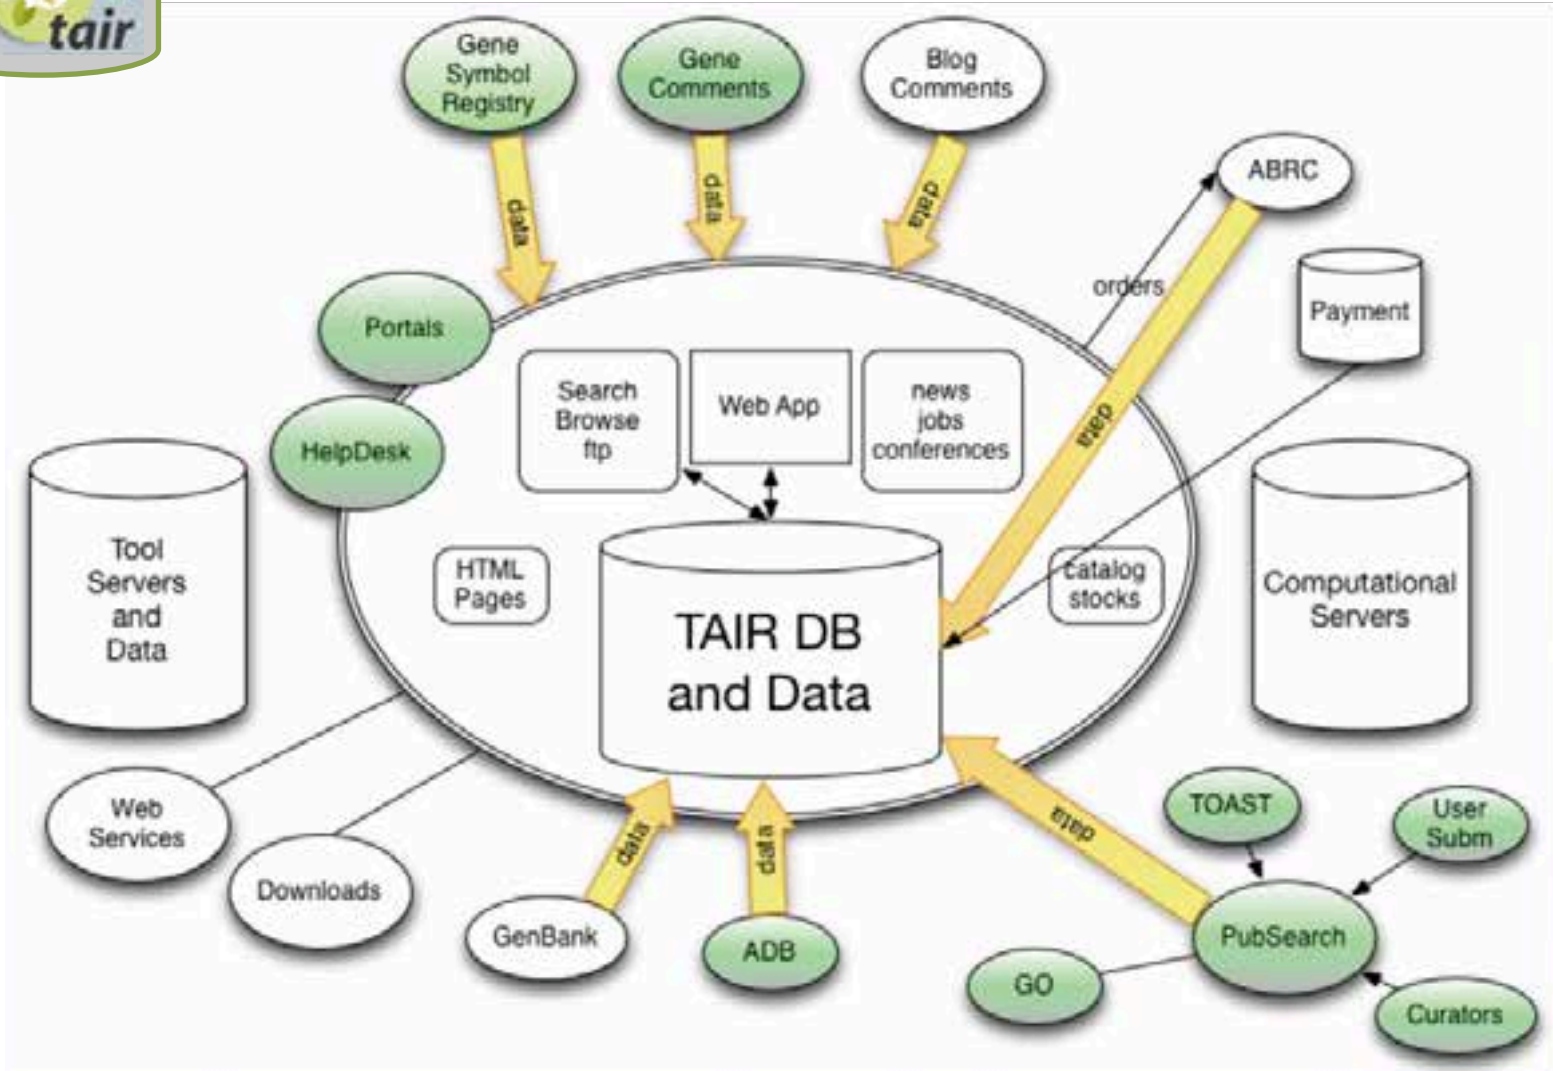 tair
Gene
Symbol
Registry
Gene
Comments
Blog
Comments
ABRC
data
data
data
orders
Payment
Portals
Search
Browse
ftp
Web App
news
jobs
conferences
data
HelpDesk
Tool
Servers
and
Data
HTML
Pages
TAIR DB
and Data
catalog
stocks
Computational
Servers
Web
Services
Downloads
data
data
data
TOAST
User
Subm
GenBank
ADB
PubSearch
GO
Curators